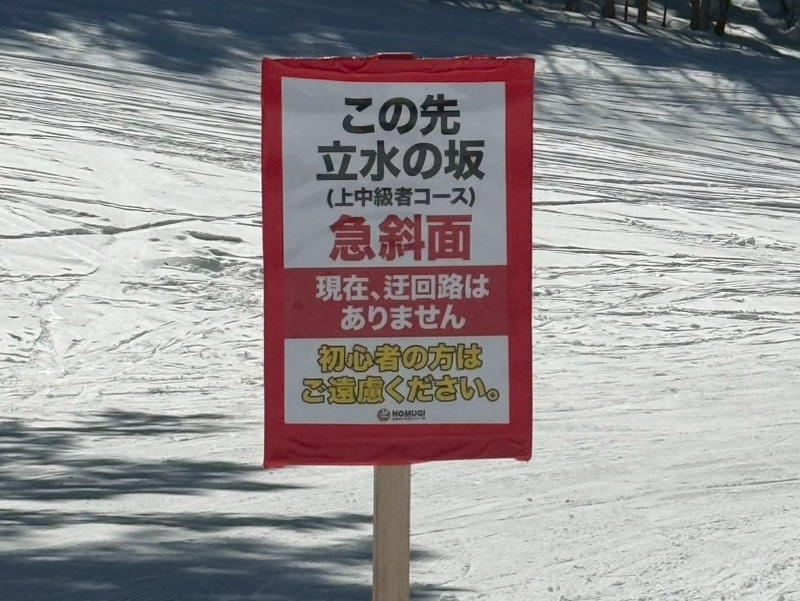 この先
立水の坂
(上中級者コース)
急斜面
現在、迂回路は
ありません
初心者の方は
ご遠慮ください。
NOMUGI